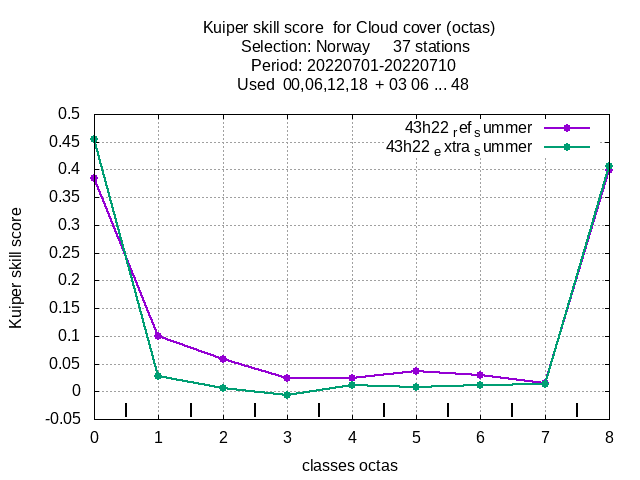 Kuiper skill score  for Cloud cover (octas)
Selection: Norway     37 stations
Period: 20220701-20220710
Used  00,06,12,18  + 03 06 ... 48
43h22 ref summer
43h22 extra summer
0.5
0.45
0.4
0.35
0.3
0.25
0.2
0.15
0.1
0.05
0
-0.05
Kuiper skill score
0 1 2 3 4 5 6 7 8
classes octas